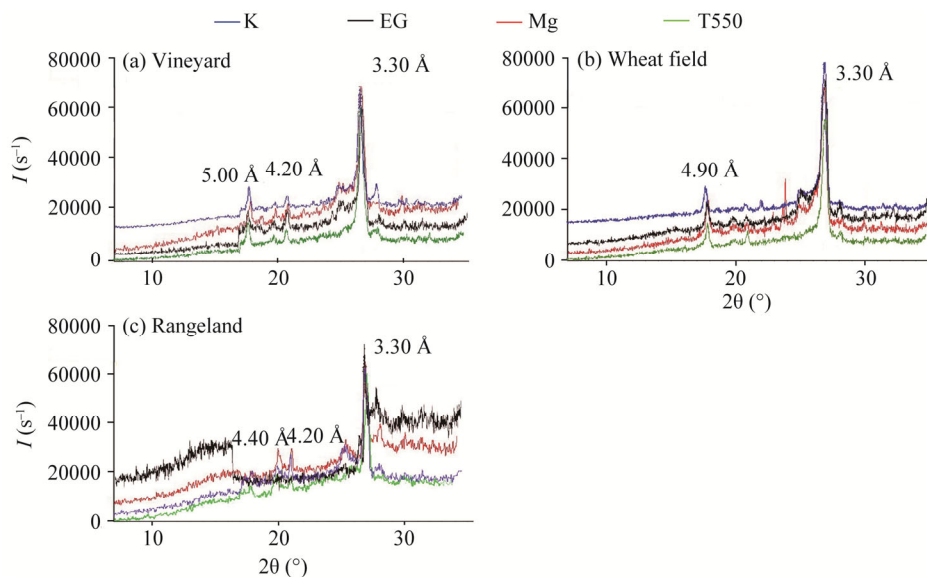 K EG Mg T550
(a) Vineyard
(b) Wheat field
I (s⁻¹)
80000
60000
40000
20000
0
3.30 Å
5.00 Å
4.20 Å
10 20 30
80000
60000
40000
20000
0
3.30 Å
4.90 Å
10 20 30
2θ (°)
(c) Rangeland
I (s⁻¹)
80000
60000
40000
20000
0
3.30 Å
4.40 Å
4.20 Å
10 20 30
2θ (°)